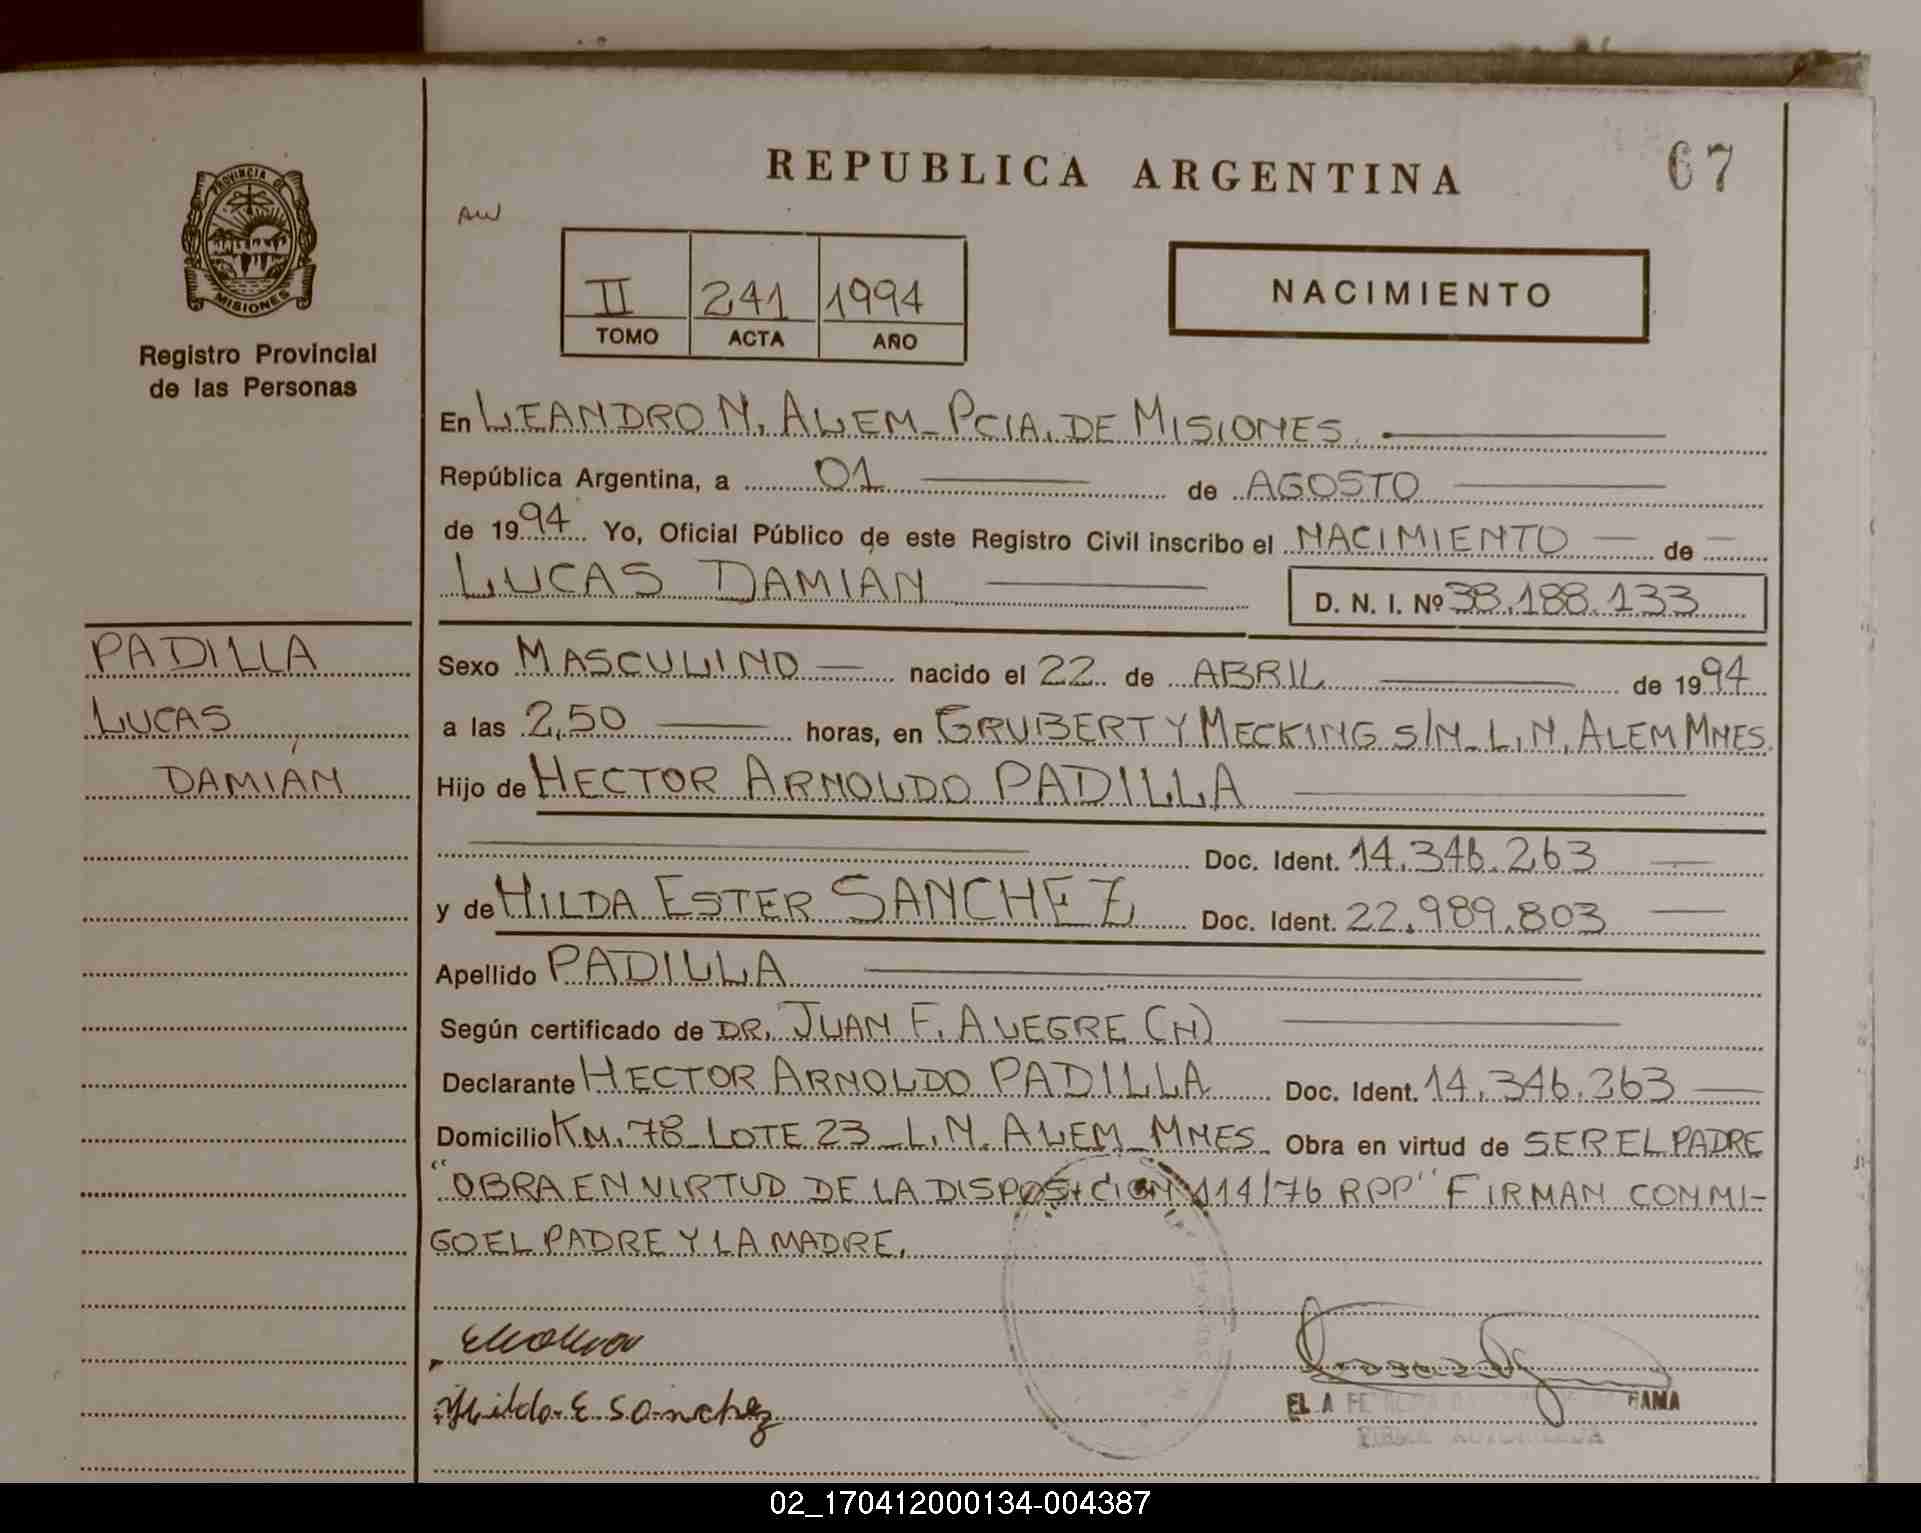 REPUBLICA ARGENTINA
67
PROVINCIA DE
MISIONES
Registro Provincial
de las Personas
AW
II 241 1994
TOMO ACTA AÑO
NACIMIENTO
En LEANDRO N. ALEM - PCIA. DE MISIONES.
República Argentina, a 01 de AGOSTO
de 1994 Yo, Oficial Público de este Registro Civil inscribo el NACIMIENTO de
LUCAS DAMIAN D. N. I. Nº 38.188.133
PADILLA
LUCAS
DAMIÁN
Sexo MASCULINO nacido el 22 de ABRIL de 1994
a las 2,50 horas, en GRUBERT Y MECKING S/N - L. N. ALEM MNES.
Hijo de HECTOR ARNOLDO PADILLA
Doc. Ident. 14.346.263
y de HILDA ESTER SANCHEZ Doc. Ident. 22.989.803
Apellido PADILLA
Según certificado de DR. JUAN F. ALEGRE (H)
Declarante HECTOR ARNOLDO PADILLA Doc. Ident. 14.346.263
Domicilio KM. 78 - LOTE 23 - L. N. ALEM - MNES - Obra en virtud de SER EL PADRE
"OBRA EN VIRTUD DE LA DISPOSICION 114/76 RPP" FIRMAN CONMI-
GO EL PADRE Y LA MADRE.
Hilda E Sanchez
02_170412000134-004387